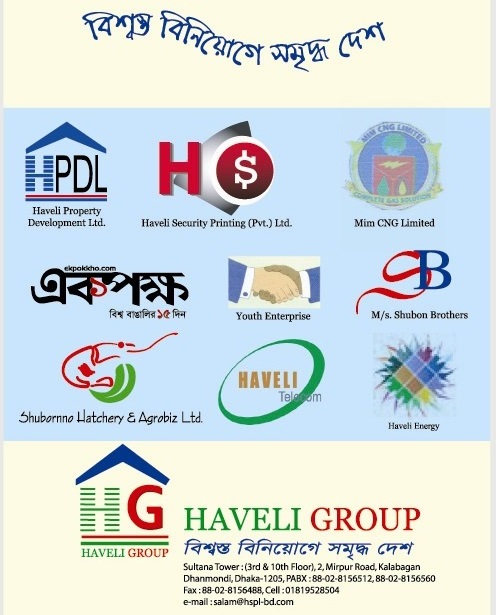 বিশ্বস্ত বিনিয়োগে সমৃদ্ধ দেশ
HPDL
Haveli Property
Development Ltd.
H $
Haveli Security Printing (Pvt.) Ltd.
MIM CNG LIMITED
COMPLETE GAS SOLUTION
Mim CNG Limited
ekpokkho.com
একপক্ষ
বিশ্ব বাঙালির ১৫ দিন
Youth Enterprise
SB
M/s. Shubon Brothers
Shubornno Hatchery & Agrobiz Ltd.
HAVELI
Telecom
Haveli Energy
HG
HAVELI GROUP
HAVELI GROUP
বিশ্বস্ত বিনিয়োগে সমৃদ্ধ দেশ
Sultana Tower : (3rd & 10th Floor), 2, Mirpur Road, Kalabagan
Dhanmondi, Dhaka-1205, PABX : 88-02-8156512, 88-02-8156560
Fax : 88-02-8156488, Cell : 01819528504
e-mail : salam@hspl-bd.com